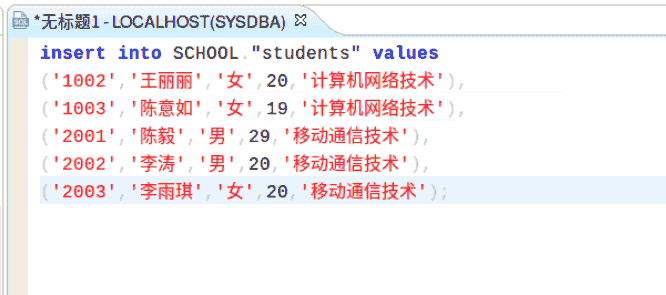 *无标题1 - LOCALHOST(SYSDBA)
insert into SCHOOL."students" values
('1002','王丽丽','女',20,'计算机网络技术'),
('1003','陈意如','女',19,'计算机网络技术'),
('2001','陈毅','男',29,'移动通信技术'),
('2002','李涛','男',20,'移动通信技术'),
('2003','李雨琪','女',20,'移动通信技术');